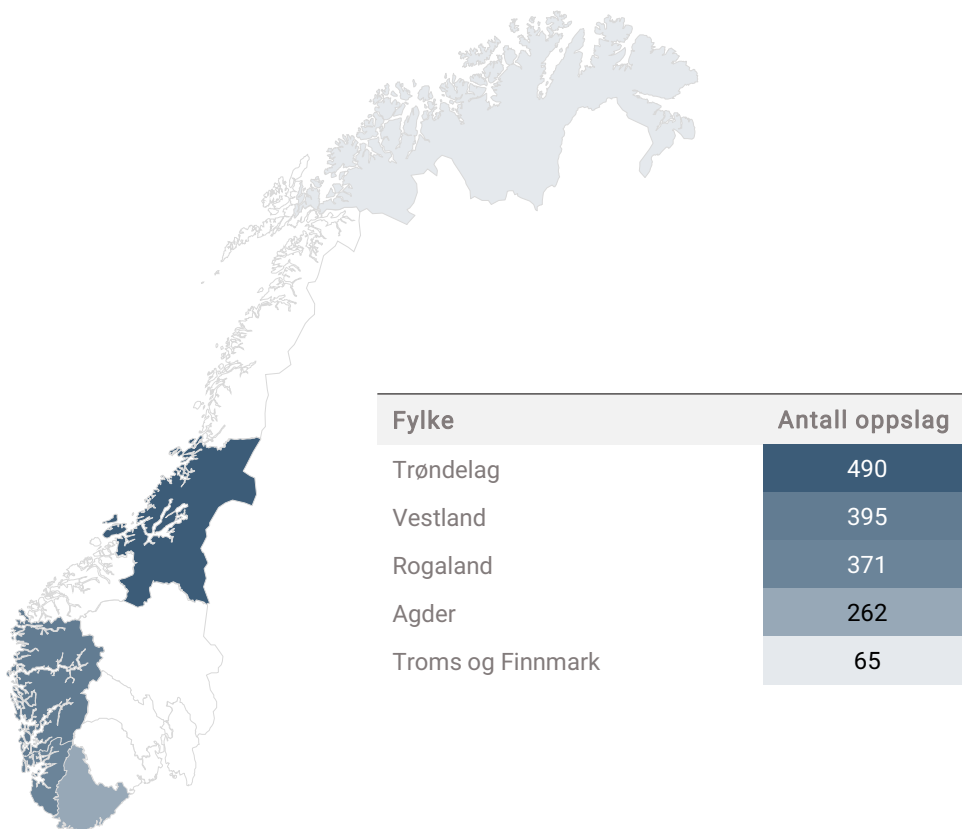 Fylke Antall oppslag
Trøndelag 490
Vestland 395
Rogaland 371
Agder 262
Troms og Finnmark 65